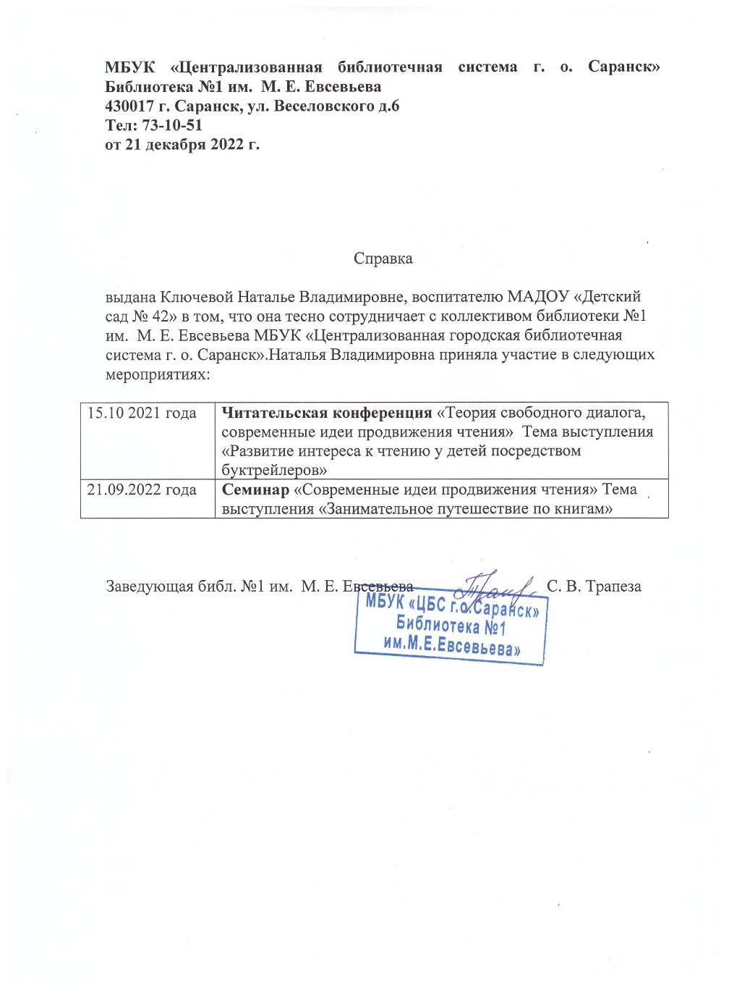 МБУК «Централизованная библиотечная система г. о. Саранск»
Библиотека №1 им. М. Е. Евсевьева
430017 г. Саранск, ул. Веселовского д.6
Тел: 73-10-51
от 21 декабря 2022 г.
Справка
выдана Ключевой Наталье Владимировне, воспитателю МАДОУ «Детский
сад № 42» в том, что она тесно сотрудничает с коллективом библиотеки №1
им. М. Е. Евсевьева МБУК «Централизованная городская библиотечная
система г. о. Саранск».Наталья Владимировна приняла участие в следующих
мероприятиях:
15.10 2021 года
Читательская конференция «Теория свободного диалога,
современные идеи продвижения чтения» Тема выступления
«Развитие интереса к чтению у детей посредством
буктрейлеров»
21.09.2022 года
Семинар «Современные идеи продвижения чтения» Тема
выступления «Занимательное путешествие по книгам»
Заведующая библ. №1 им. М. Е. Евсевьева С. В. Трапеза
МБУК «ЦБС г.о.Саранск»
Библиотека №1
им.М.Е.Евсевьева»